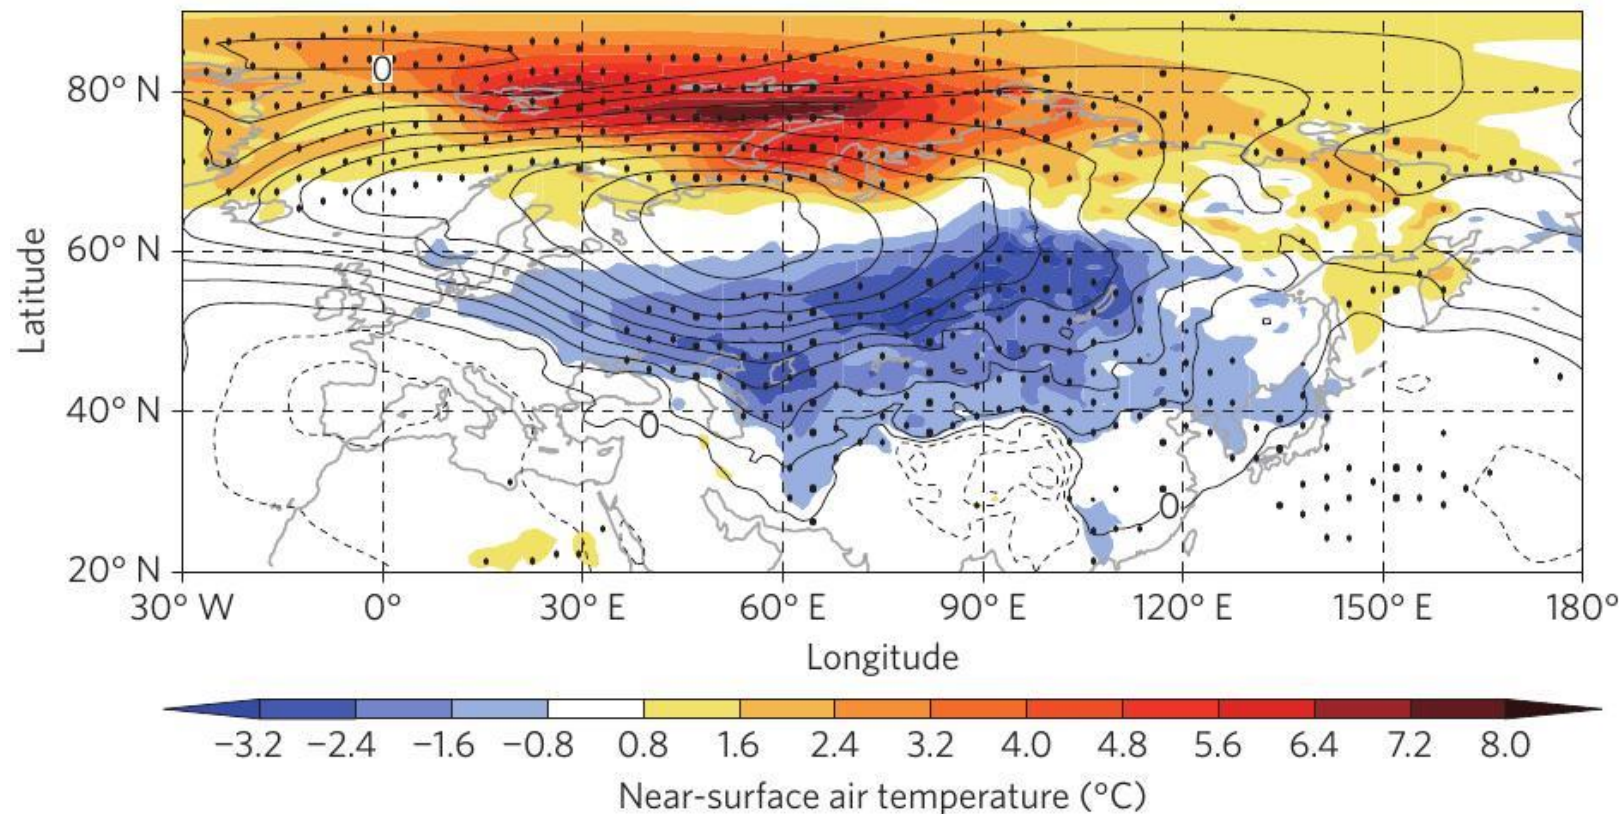 0
80° N
60° N
Latitude
40° N
0
0
20° N
30° W 0° 30° E 60° E 90° E 120° E 150° E 180°
Longitude
−3.2 −2.4 −1.6 −0.8 0.8 1.6 2.4 3.2 4.0 4.8 5.6 6.4 7.2 8.0
Near-surface air temperature (°C)